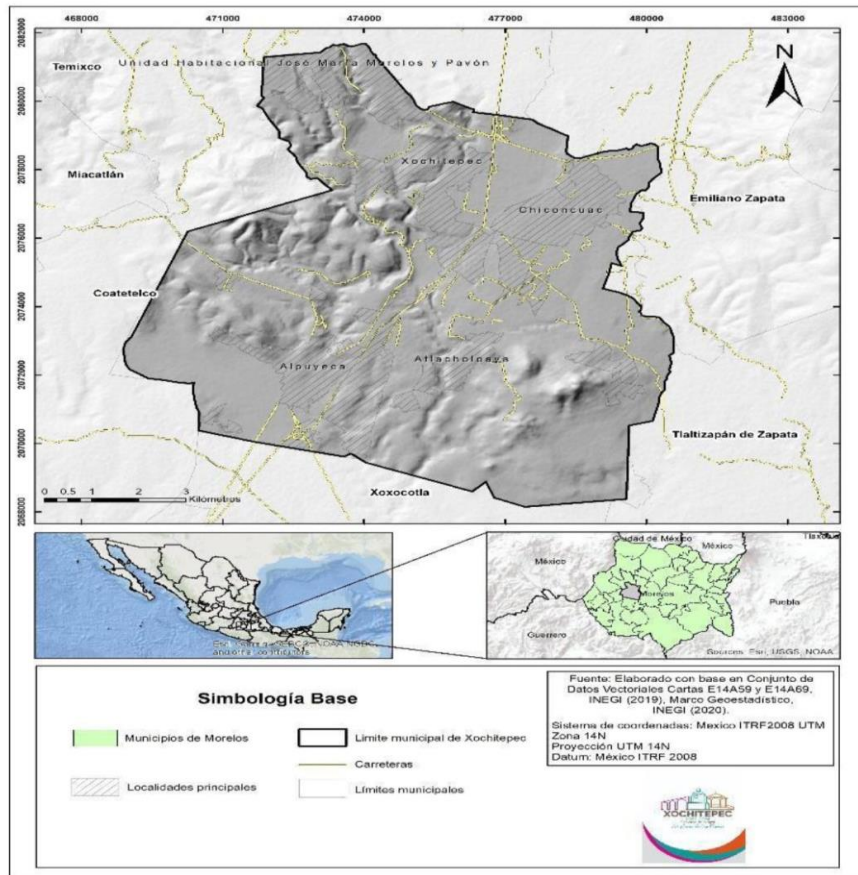 468000 471000 474000 477000 480000 483000
2082000
2080000
2078000
2076000
2074000
2072000
2070000
2068000
N
Temixco
Unidad Habitacional José María Morelos y Pavón
Xochitepec
Miacatlán
Chiconcuac
Emiliano Zapata
Coatetelco
Alpuyeca
Atlacholoaya
Tlaltizapán de Zapata
Xoxocotla
0 0.5 1 2 3
Kilómetros
Ciudad de México
México
México
Morelos
Puebla
Guerrero
Sources: Esri, USGS, NOAA
Simbología Base
Municipios de Morelos
Límite municipal de Xochitepec
Carreteras
Localidades principales
Límites municipales
Fuente: Elaborado con base en Conjunto de
Datos Vectoriales Cartas E14A59 y E14A69,
INEGI (2019), Marco Geoestadístico,
INEGI (2020).
Sistema de coordenadas: Mexico ITRF2008 UTM
Zona 14N
Proyección UTM 14N
Datum: México ITRF 2008
XOCHITEPEC